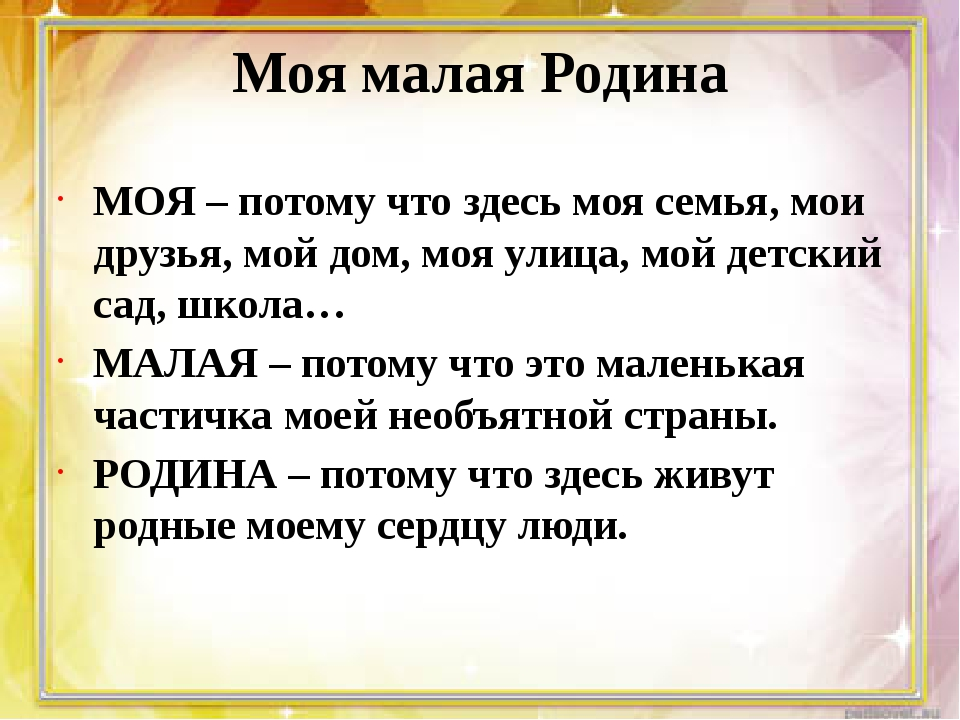 Моя малая Родина
МОЯ – потому что здесь моя семья, мои
друзья, мой дом, моя улица, мой детский
сад, школа…
МАЛАЯ – потому что это маленькая
частичка моей необъятной страны.
РОДИНА – потому что здесь живут
родные моему сердцу люди.